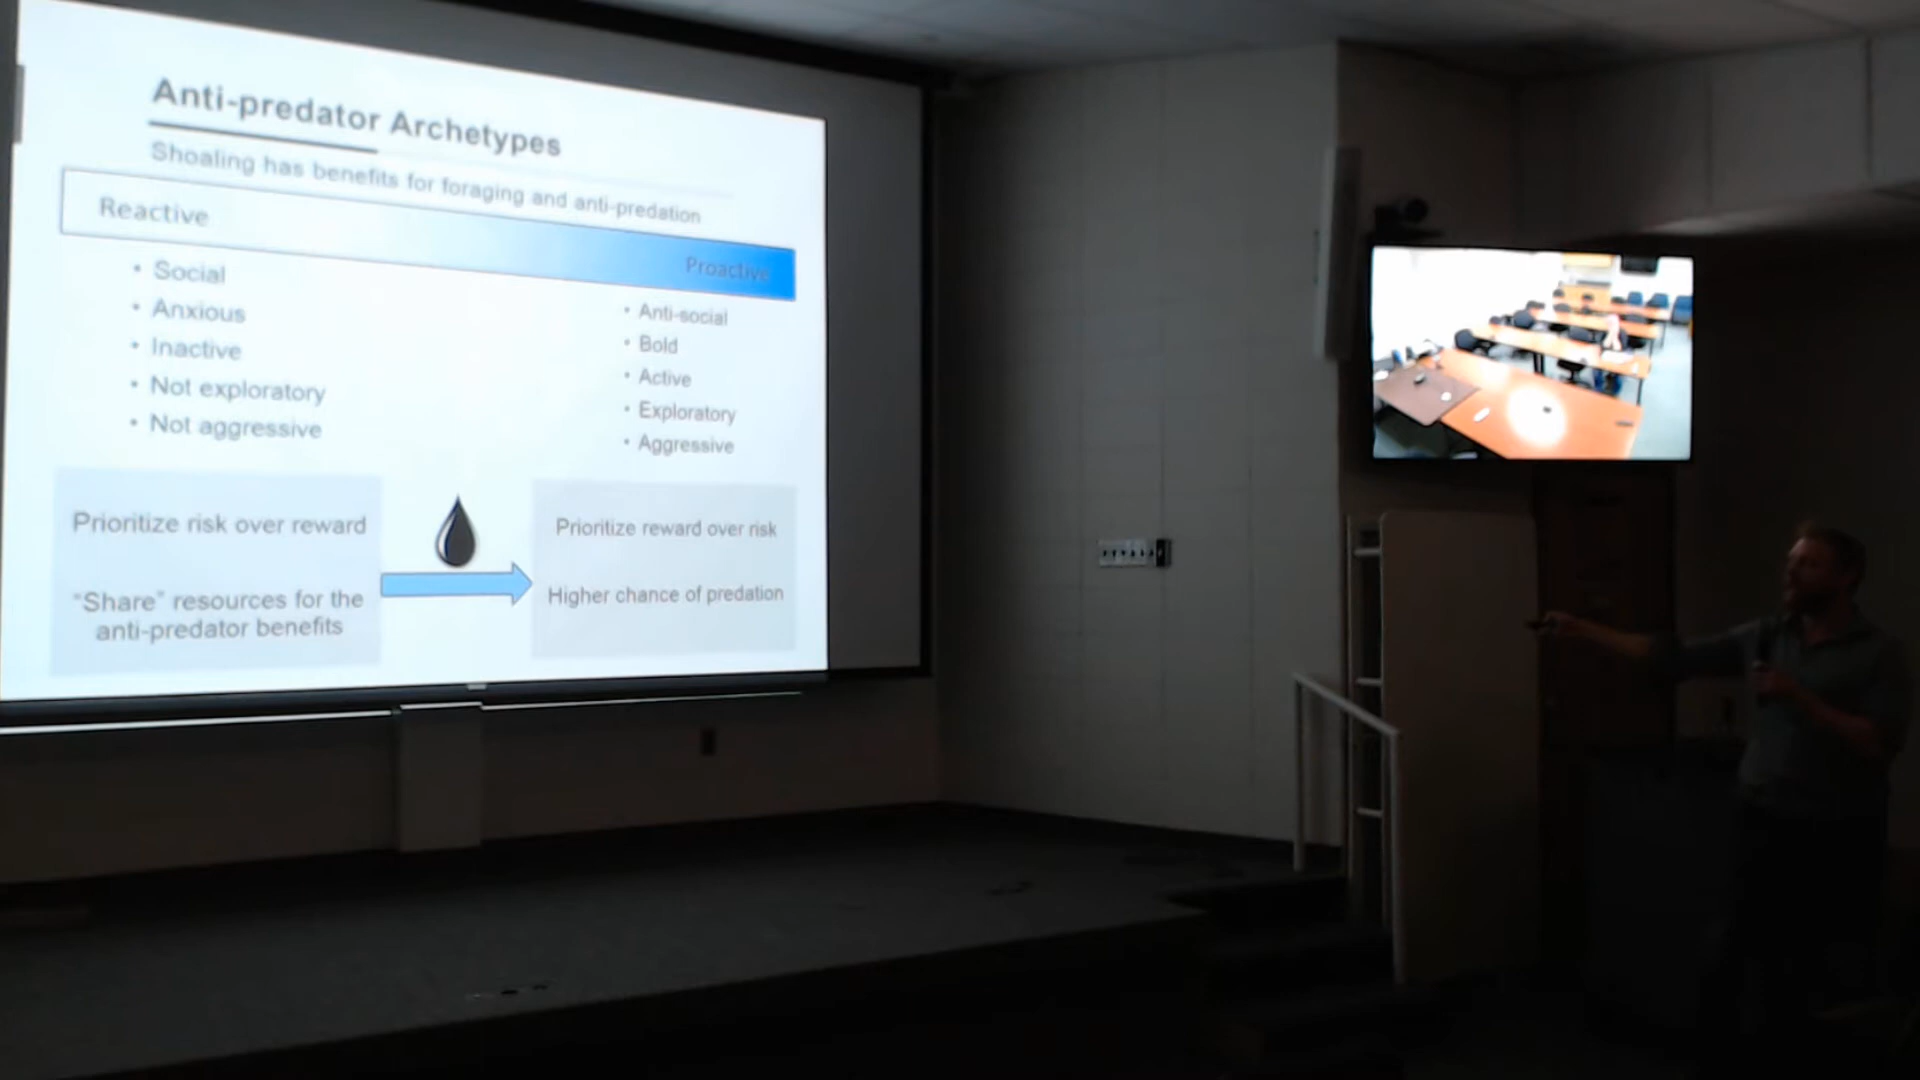 Anti-predator Archetypes
Shoaling has benefits for foraging and anti-predation
Reactive
Proactive
• Social
• Anxious
• Inactive
• Not exploratory
• Not aggressive
• Anti-social
• Bold
• Active
• Exploratory
• Aggressive
Prioritize risk over reward
"Share" resources for the
anti-predator benefits
Prioritize reward over risk
Higher chance of predation